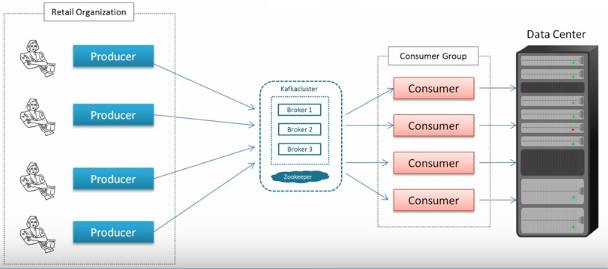 Retail Organization
Producer
Producer
Producer
Producer
Kafkacluster
Broker 1
Broker 2
Broker 3
Zookeeper
Consumer Group
Consumer
Consumer
Consumer
Consumer
Data Center